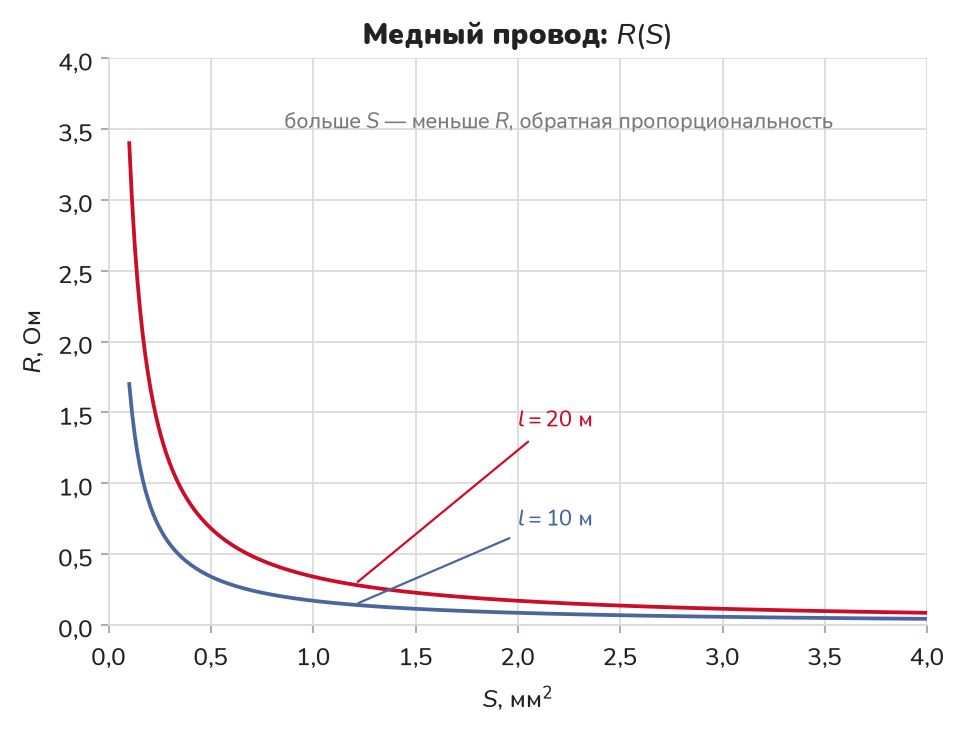 Медный провод: R(S)
4,0
больше S — меньше R, обратная пропорциональность
3,5
3,0
2,5
2,0
R, Ом
1,5
l = 20 м
1,0
l = 10 м
0,5
0,0
0,0 0,5 1,0 1,5 2,0 2,5 3,0 3,5 4,0
S, мм²